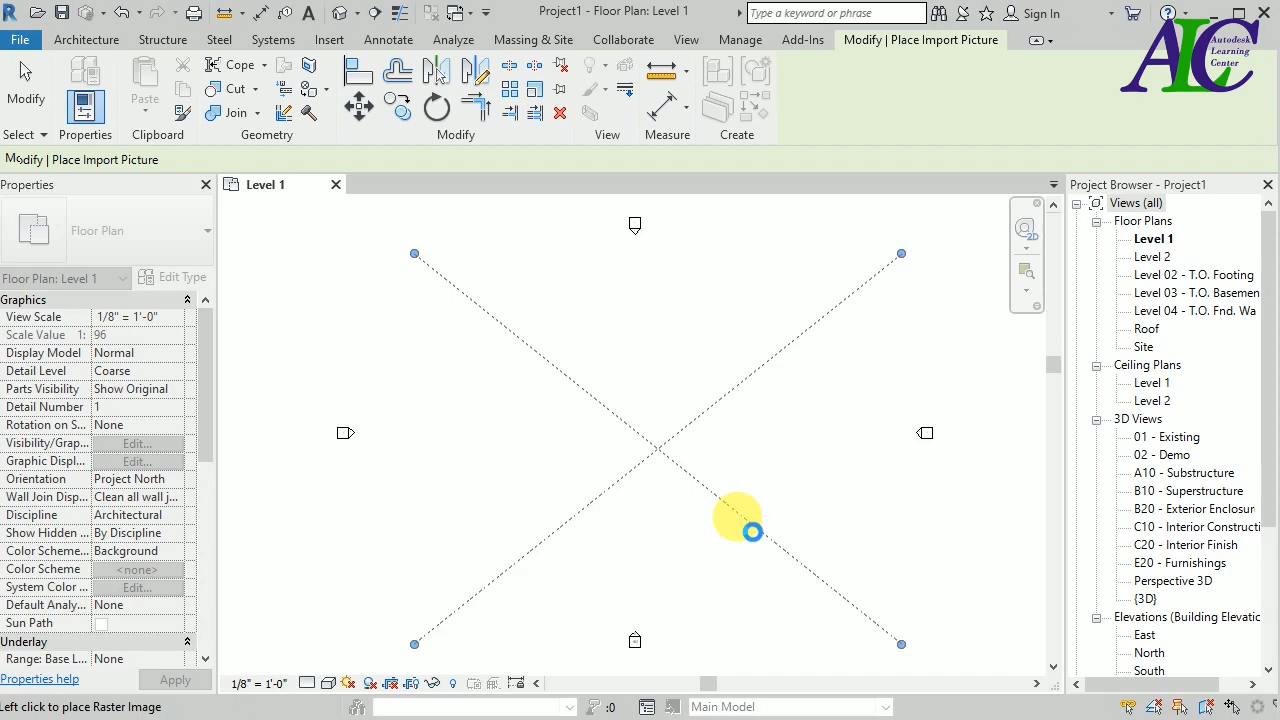 Project1 - Floor Plan: Level 1
Type a keyword or phrase
Sign In
File
Architecture
Structure
Steel
Systems
Insert
Annotate
Analyze
Massing & Site
Collaborate
View
Manage
Add-Ins
Modify | Place Import Picture
ALC
Autodesk
Learning
Center
Modify
Paste
Cope
Cut
Join
Select
Properties
Clipboard
Geometry
Modify
View
Measure
Create
Modify | Place Import Picture
Properties
Floor Plan
Floor Plan: Level 1
Edit Type
Graphics
View Scale 1/8" = 1'-0"
Scale Value 1: 96
Display Model Normal
Detail Level Coarse
Parts Visibility Show Original
Detail Number 1
Rotation on S... None
Visibility/Grap... Edit...
Graphic Displ... Edit...
Orientation Project North
Wall Join Disp... Clean all wall j...
Discipline Architectural
Show Hidden ... By Discipline
Color Scheme... Background
Color Scheme <none>
System Color ... Edit...
Default Analy... None
Sun Path
Underlay
Range: Base L... None
Properties help
Apply
Level 1
2D
1/8" = 1'-0"
Project Browser - Project1
Views (all)
Floor Plans
Level 1
Level 2
Level 02 - T.O. Footing
Level 03 - T.O. Basemen
Level 04 - T.O. Fnd. Wa
Roof
Site
Ceiling Plans
Level 1
Level 2
3D Views
01 - Existing
02 - Demo
A10 - Substructure
B10 - Superstructure
B20 - Exterior Enclosur
C10 - Interior Constructi
C20 - Interior Finish
E20 - Furnishings
Perspective 3D
{3D}
Elevations (Building Elevatic
East
North
South
Left click to place Raster Image
:0
Main Model